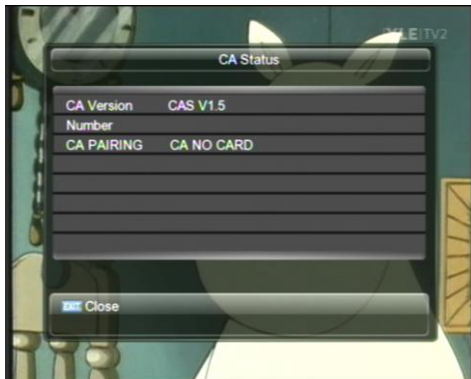 YLE|TV2
CA Status
CA Version CAS V1.5
Number
CA PAIRING CA NO CARD
EXIT Close